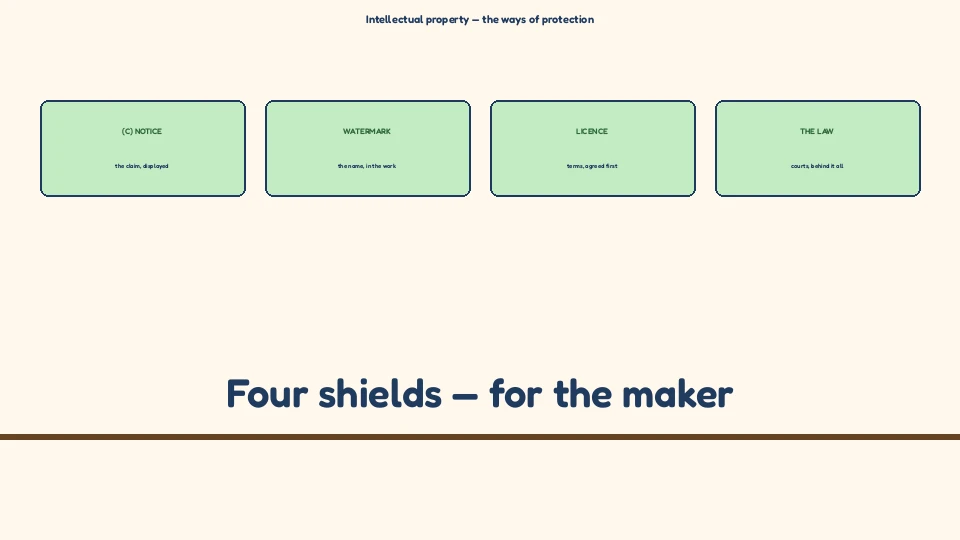 Intellectual property — the ways of protection
(C) NOTICE
the claim, displayed
WATERMARK
the name, in the work
LICENCE
terms, agreed first
THE LAW
courts, behind it all
Four shields — for the maker